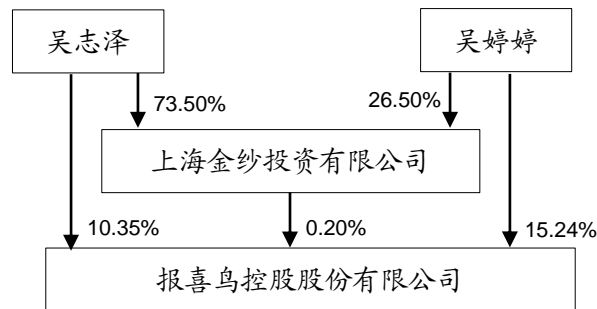 吴志泽
吴婷婷
73.50%
26.50%
上海金纱投资有限公司
10.35%
0.20%
15.24%
报喜鸟控股股份有限公司